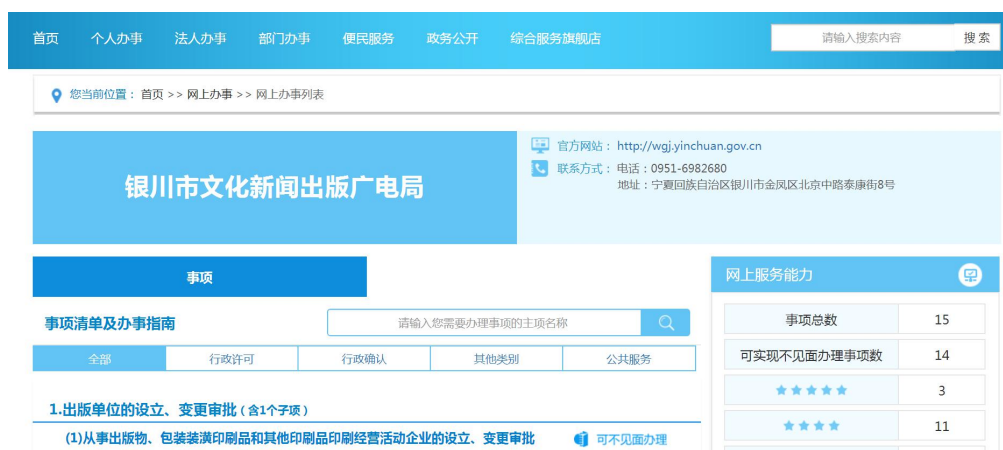 首页 个人办事 法人办事 部门办事 便民服务 政务公开 综合服务旗舰店 请输入搜索内容 搜索
您当前位置： 首页 >> 网上办事 >> 网上办事列表
银川市文化新闻出版广电局
官方网站： http://wgj.yinchuan.gov.cn
联系方式： 电话：0951-6982680
地址：宁夏回族自治区银川市金凤区北京中路泰康街8号
事项
事项清单及办事指南 请输入您需要办理事项的主项名称
全部 行政许可 行政确认 其他类别 公共服务
1.出版单位的设立、变更审批（含1个子项）
(1)从事出版物、包装装潢印刷品和其他印刷品印刷经营活动企业的设立、变更审批 可不见面办理
网上服务能力
事项总数 15
可实现不见面办理事项数 14
★★★★★ 3
★★★★ 11